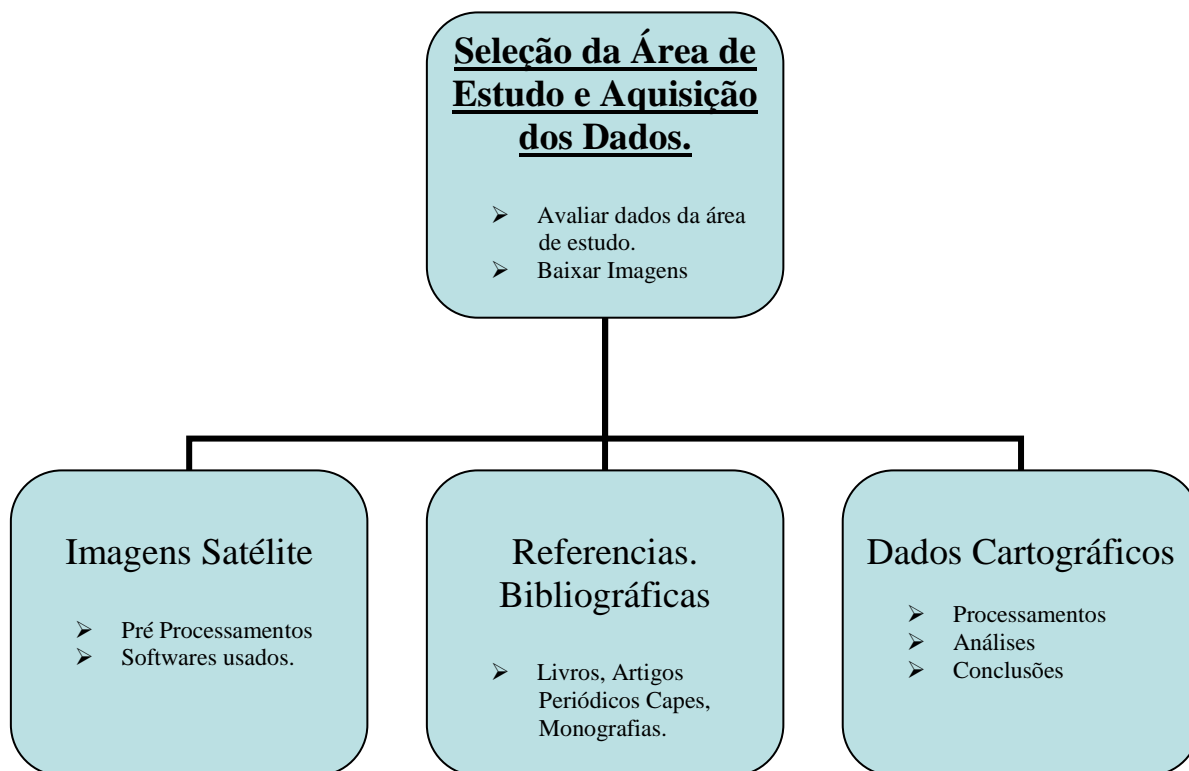 Seleção da Área de
Estudo e Aquisição
dos Dados.
➢ Avaliar dados da área
de estudo.
➢ Baixar Imagens
Imagens Satélite
➢ Pré Processamentos
➢ Softwares usados.
Referencias.
Bibliográficas
➢ Livros, Artigos
Periódicos Capes,
Monografias.
Dados Cartográficos
➢ Processamentos
➢ Análises
➢ Conclusões